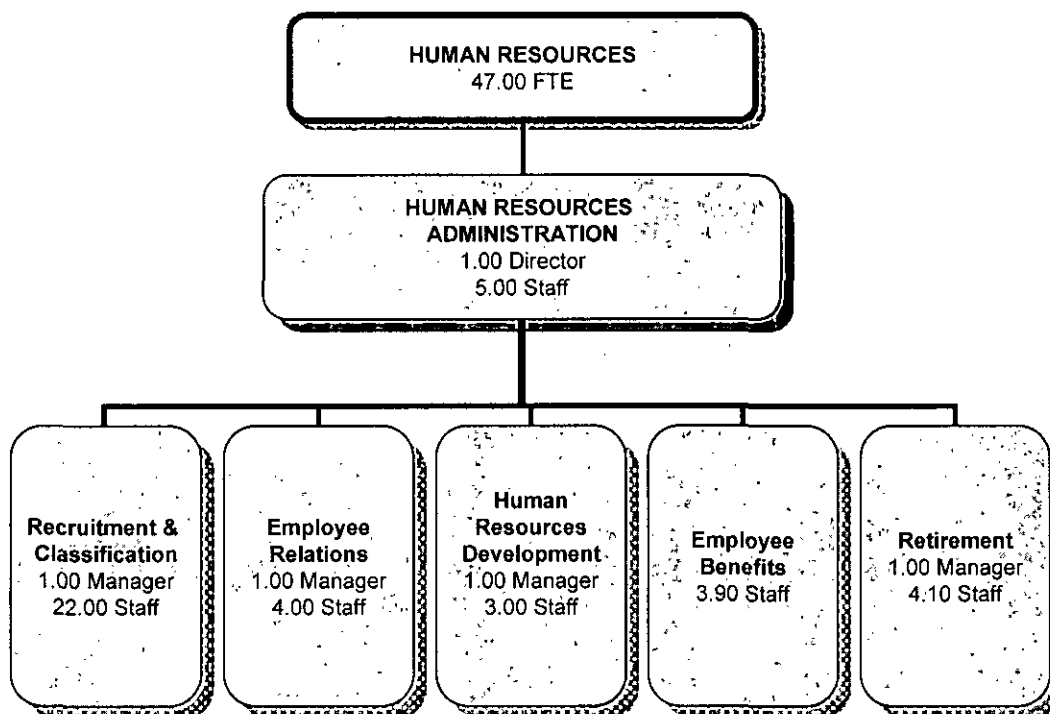 HUMAN RESOURCES
47.00 FTE
HUMAN RESOURCES
ADMINISTRATION
1.00 Director
5.00 Staff
Recruitment &
Classification
1.00 Manager
22.00 Staff
Employee
Relations
1.00 Manager
4.00 Staff
Human
Resources
Development
1.00 Manager
3.00 Staff
Employee
Benefits
3.90 Staff
Retirement
1.00 Manager
4.10 Staff